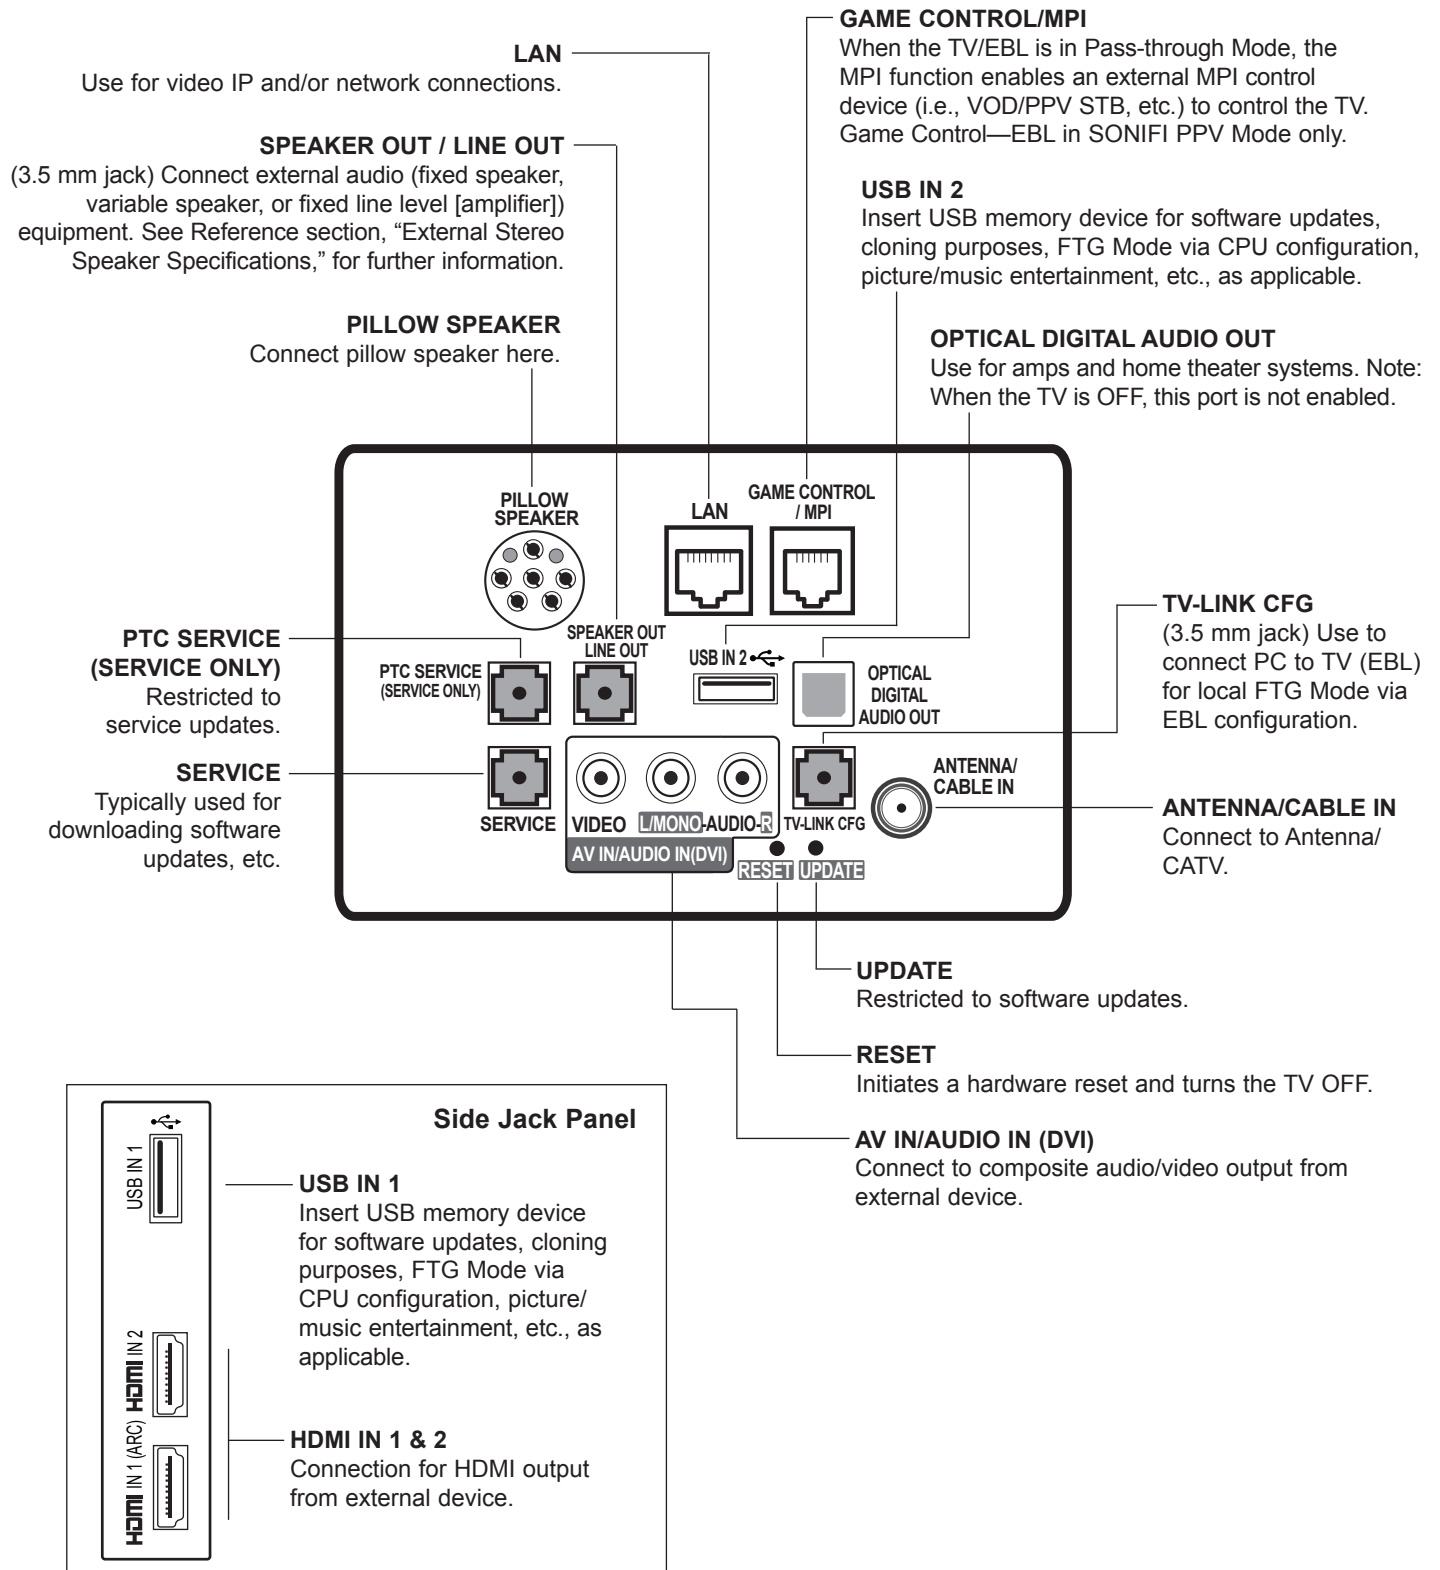 GAME CONTROL/MPI
When the TV/EBL is in Pass-through Mode, the
MPI function enables an external MPI control
device (i.e., VOD/PPV STB, etc.) to control the TV.
Game Control—EBL in SONIFI PPV Mode only.
LAN
Use for video IP and/or network connections.
SPEAKER OUT / LINE OUT
(3.5 mm jack) Connect external audio (fixed speaker,
variable speaker, or fixed line level [amplifier])
equipment. See Reference section, “External Stereo
Speaker Specifications,” for further information.
USB IN 2
Insert USB memory device for software updates,
cloning purposes, FTG Mode via CPU configuration,
picture/music entertainment, etc., as applicable.
PILLOW SPEAKER
Connect pillow speaker here.
OPTICAL DIGITAL AUDIO OUT
Use for amps and home theater systems. Note:
When the TV is OFF, this port is not enabled.
PILLOW
SPEAKER
LAN
GAME CONTROL
/ MPI
PTC SERVICE
(SERVICE ONLY)
Restricted to
service updates.
SERVICE
Typically used for
downloading software
updates, etc.
PTC SERVICE
(SERVICE ONLY)
SPEAKER OUT
LINE OUT
USB IN 2
OPTICAL
DIGITAL
AUDIO OUT
SERVICE
VIDEO
L/MONO-AUDIO-R
AV IN/AUDIO IN(DVI)
TV-LINK CFG
ANTENNA/
CABLE IN
RESET
UPDATE
TV-LINK CFG
(3.5 mm jack) Use to
connect PC to TV (EBL)
for local FTG Mode via
EBL configuration.
ANTENNA/CABLE IN
Connect to Antenna/
CATV.
UPDATE
Restricted to software updates.
RESET
Initiates a hardware reset and turns the TV OFF.
AV IN/AUDIO IN (DVI)
Connect to composite audio/video output from
external device.
Side Jack Panel
USB IN 1
HDMI IN 2
HDMI IN 1 (ARC)
USB IN 1
Insert USB memory device
for software updates, cloning
purposes, FTG Mode via
CPU configuration, picture/
music entertainment, etc., as
applicable.
HDMI IN 1 & 2
Connection for HDMI output
from external device.